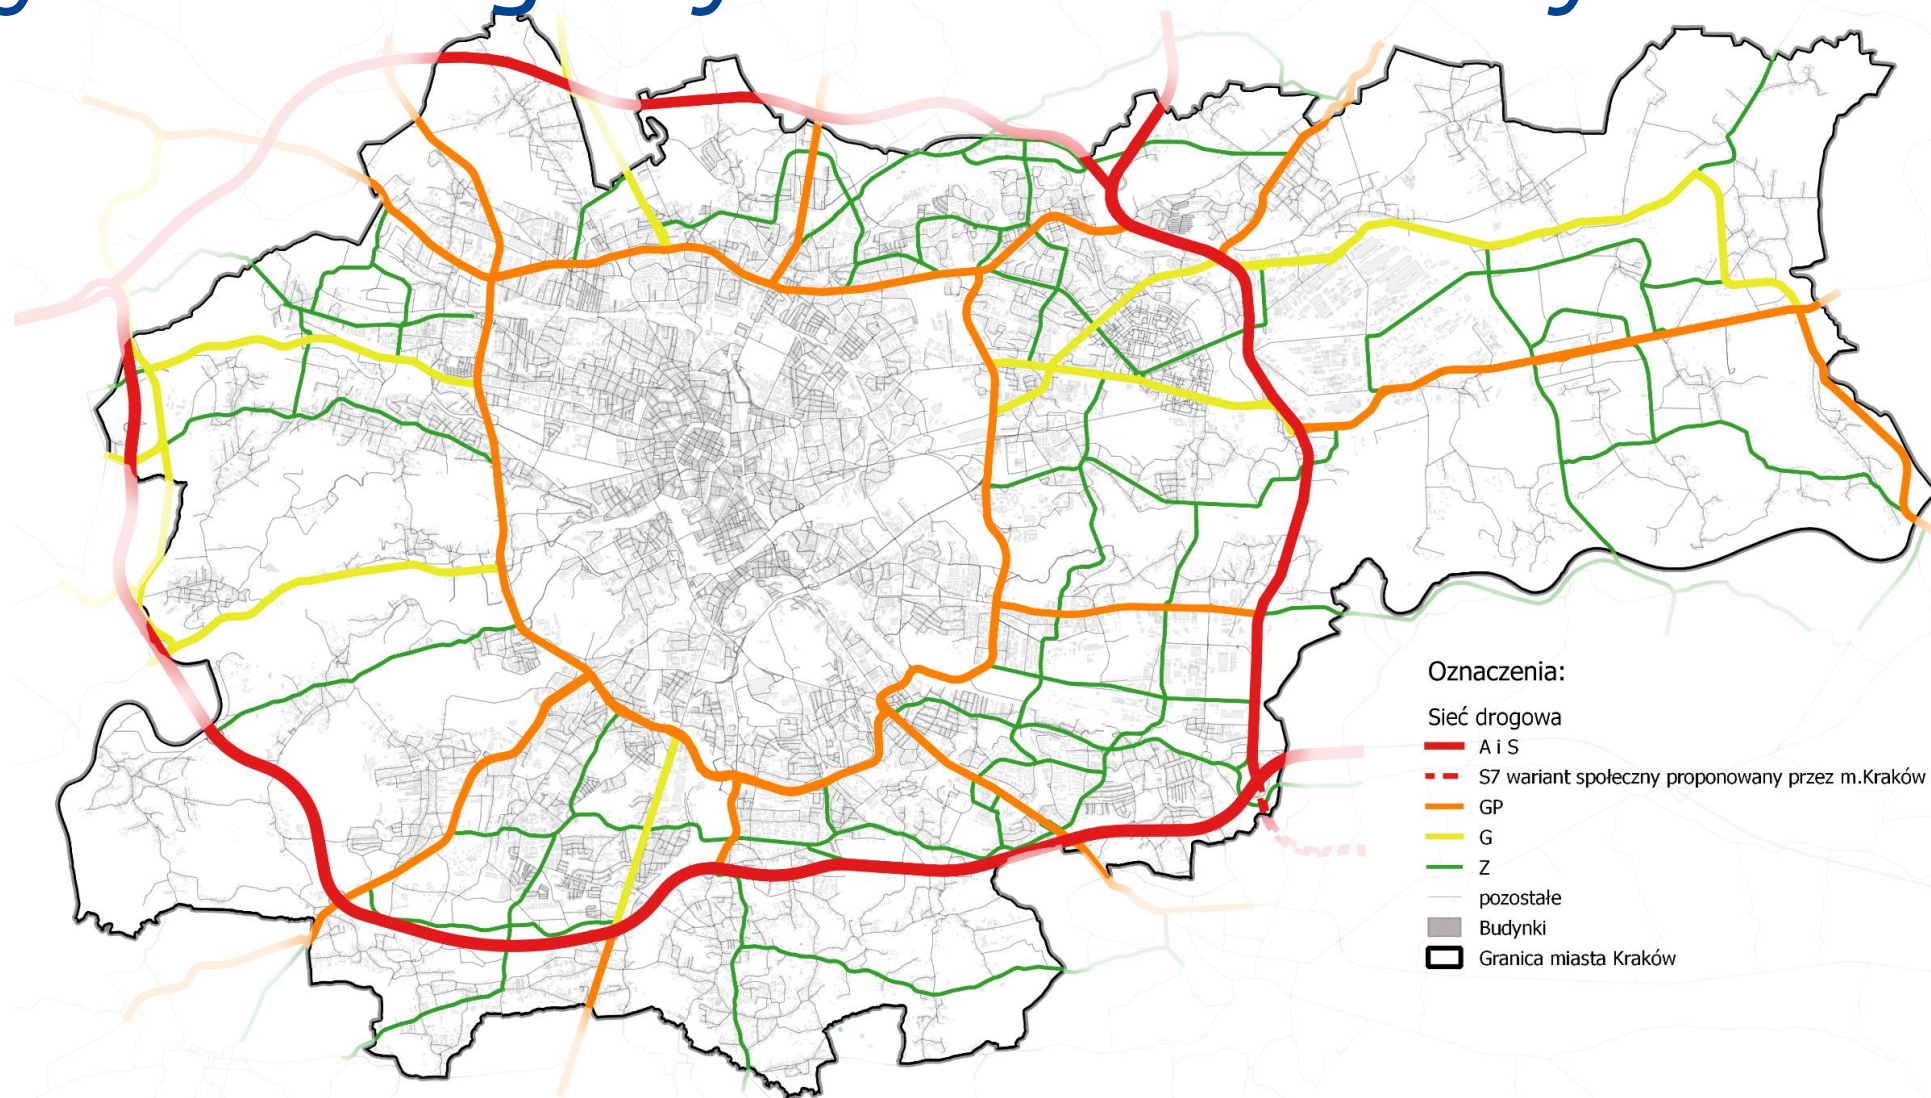 Oznaczenia:
Sieć drogowa
A i S
S7 wariant społeczny proponowany przez m.Kraków
GP
G
Z
pozostałe
Budynki
Granica miasta Kraków